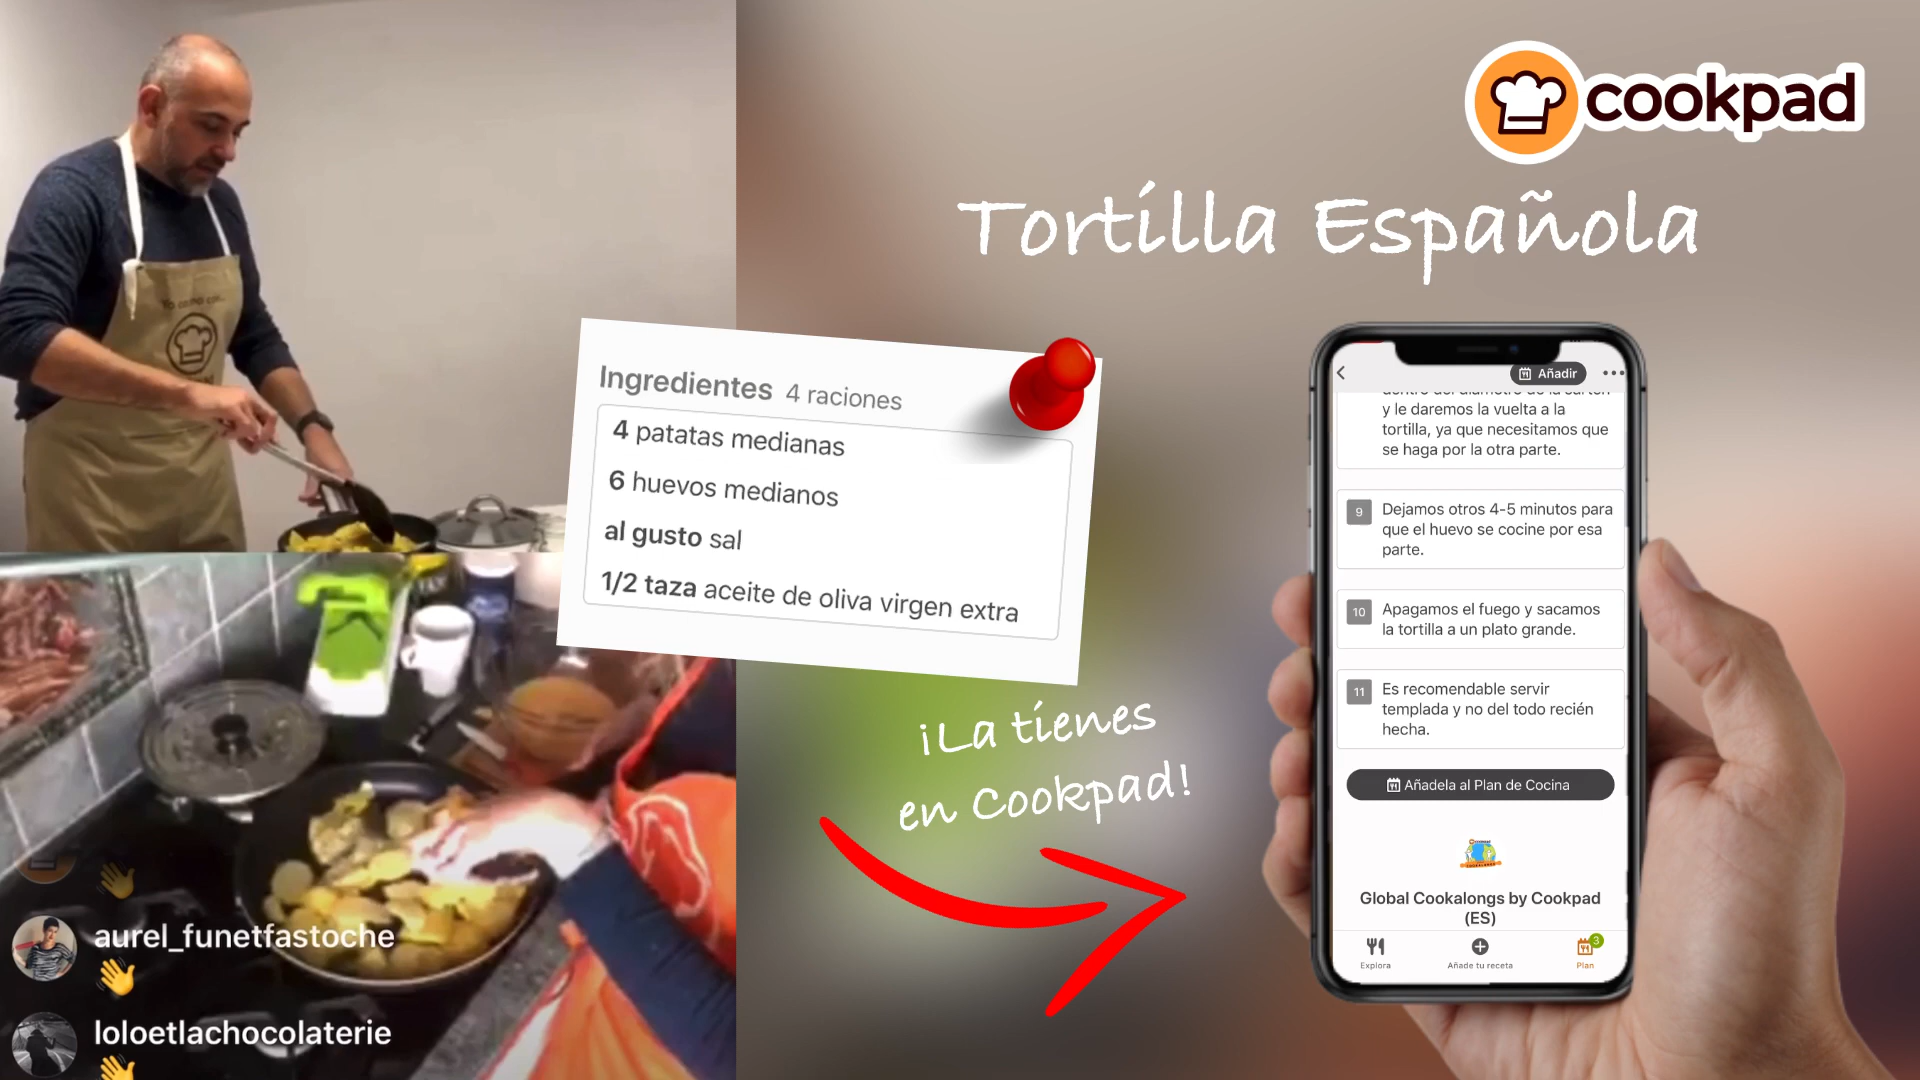 cookpad
Tortilla Española
Yo cocino con...
Ingredientes 4 raciones
4 patatas medianas
6 huevos medianos
al gusto sal
1/2 taza aceite de oliva virgen extra
¡La tienes
en Cookpad!
aurel_funetfastoche
loloetlachocolaterie
Añadir
y le daremos la vuelta a la
tortilla, ya que necesitamos que
se haga por la otra parte.
9
Dejamos otros 4-5 minutos para
que el huevo se cocine por esa
parte.
10
Apagamos el fuego y sacamos
la tortilla a un plato grande.
11
Es recomendable servir
templada y no del todo recién
hecha.
Añadela al Plan de Cocina
Global Cookalongs by Cookpad
(ES)
3
Explora
Añade tu receta
Plan